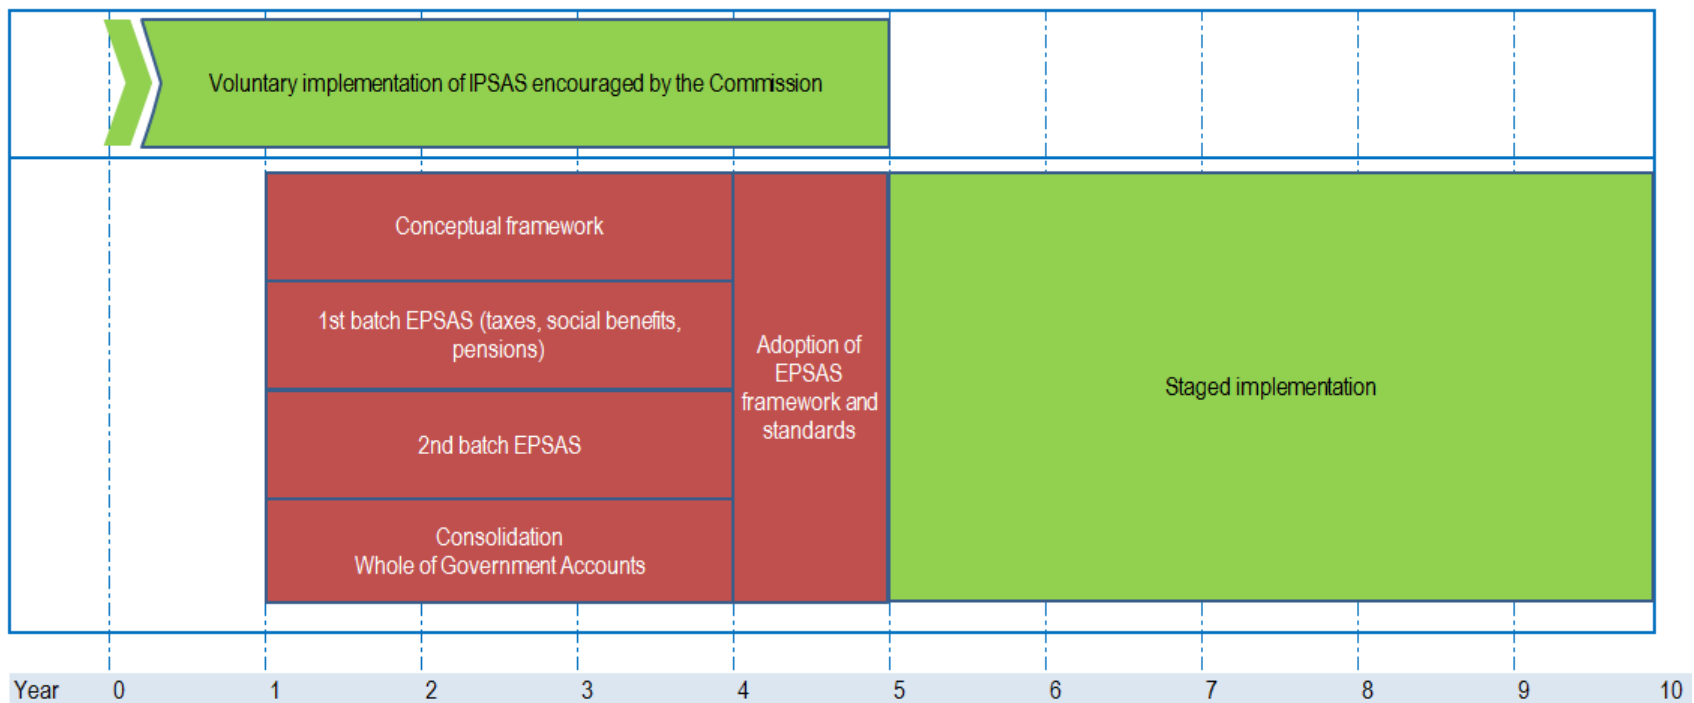 Voluntary implementation of IPSAS encouraged by the Commission
Conceptual framework
1st batch EPSAS (taxes, social benefits,
pensions)
2nd batch EPSAS
Consolidation
Whole of Government Accounts
Adoption of
EPSAS
framework and
standards
Staged implementation
Year 0 1 2 3 4 5 6 7 8 9 10